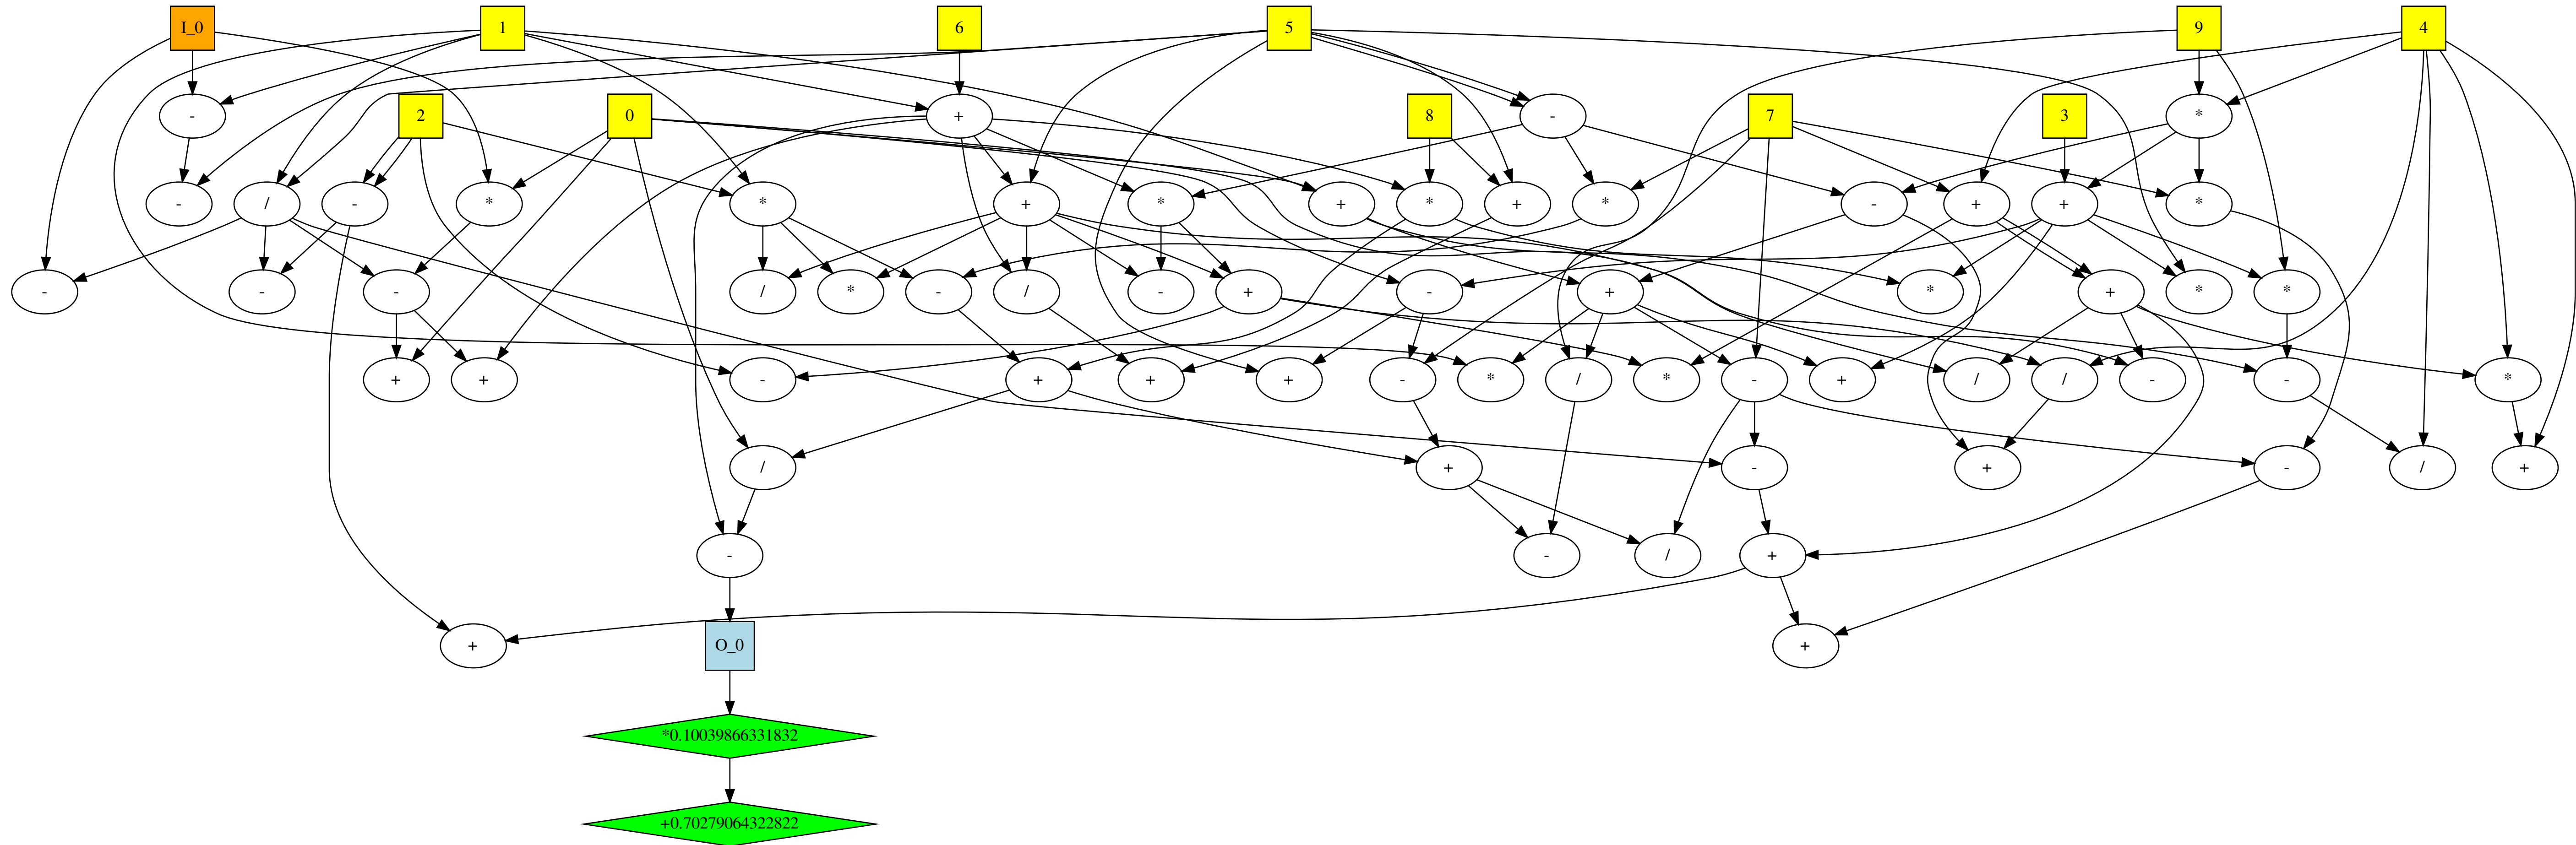 I_0 1 6 5 9 4
2 0 - + 8 - 7 3 *
- / - * * + * + * + * - + + *
- - - / * - / - + - + * + * *
+ + - + + + - * / * - + / / - - *
/ + - + - / +
- - / +
+ O_0 +
*0.10039866331832
+0.70279064322822